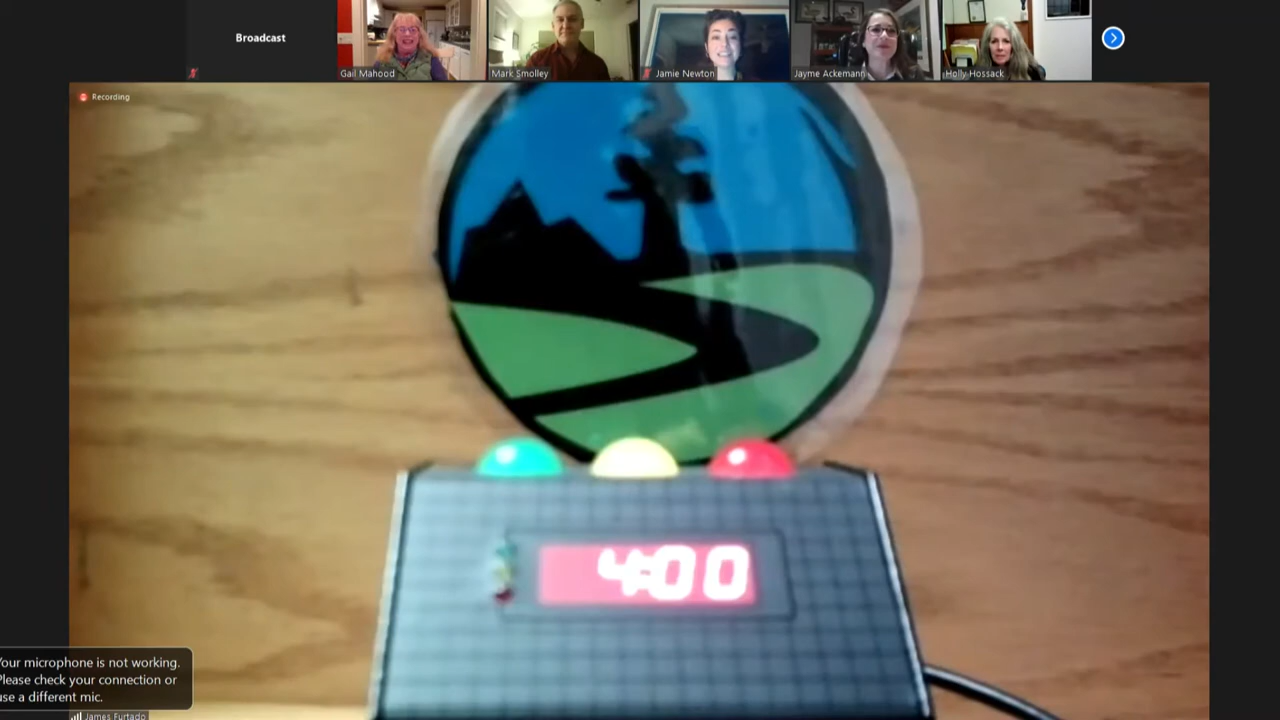 Broadcast
Gail Mahood
Mark Smolley
Jamie Newton
Jayme Ackemann
Holly Hossack
Recording
4:00
our microphone is not working.
Please check your connection or
use a different mic.
James Furtado